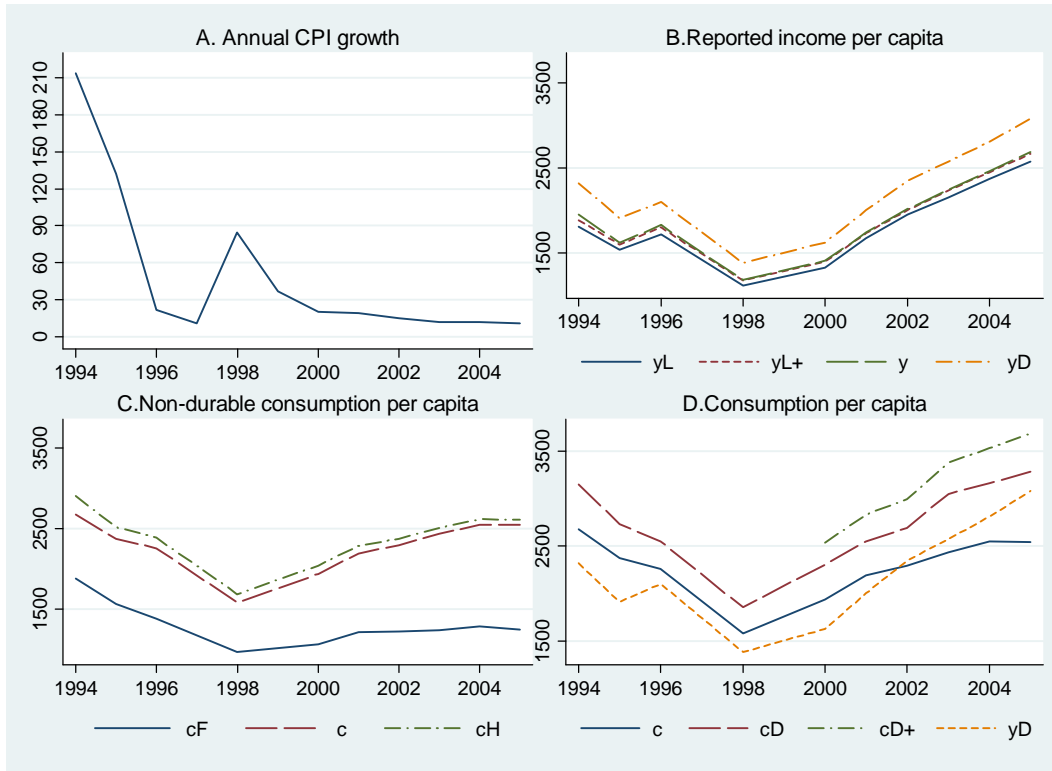 A. Annual CPI growth
210
180
150
120
90
60
30
0
1994 1996 1998 2000 2002 2004
B.Reported income per capita
3500
2500
1500
1994 1996 1998 2000 2002 2004
yL yL+ y yD
C.Non-durable consumption per capita
3500
2500
1500
1994 1996 1998 2000 2002 2004
cF c cH
D.Consumption per capita
3500
2500
1500
1994 1996 1998 2000 2002 2004
c cD cD+ yD